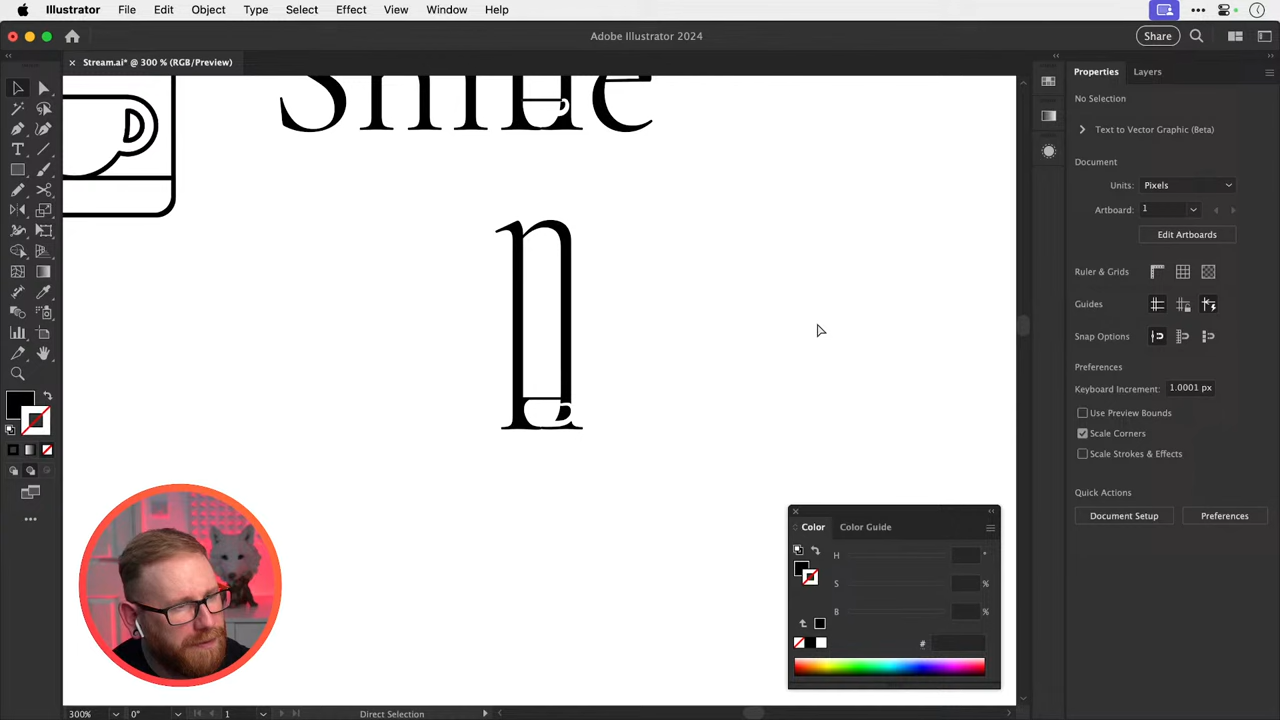 Illustrator File Edit Object Type Select Effect View Window Help
Adobe Illustrator 2024
Share
Stream.ai* @ 300 % (RGB/Preview)
Properties
Layers
No Selection
Text to Vector Graphic (Beta)
Document
Units:
Pixels
Artboard:
1
Edit Artboards
Ruler & Grids
Guides
Snap Options
Preferences
Keyboard Increment:
1.0001 px
Use Preview Bounds
Scale Corners
Scale Strokes & Effects
Quick Actions
Document Setup
Preferences
n
Color
Color Guide
H
°
S
%
B
%
#
300%
0°
1
Direct Selection